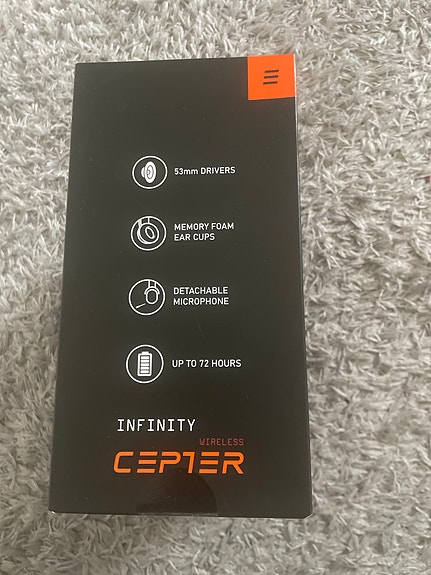 53mm DRIVERS
MEMORY FOAM
EAR CUPS
DETACHABLE
MICROPHONE
UP TO 72 HOURS
INFINITY
WIRELESS
CEPTER